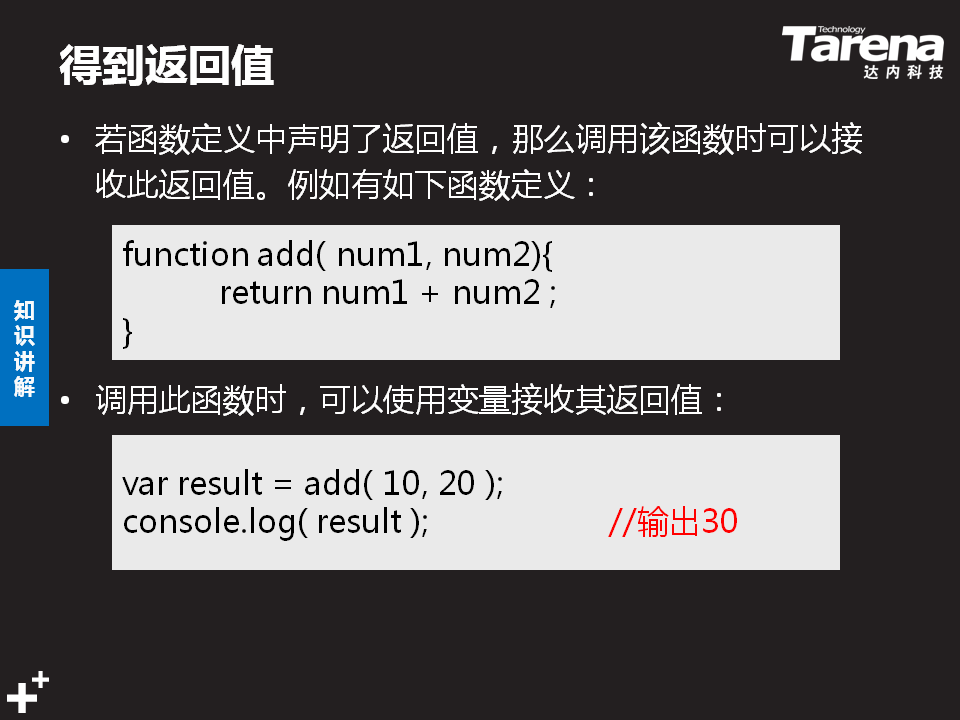 得到返回值
Technology
Tarena
达内科技
• 若函数定义中声明了返回值，那么调用该函数时可以接
收此返回值。例如有如下函数定义：
function add( num1, num2){
return num1 + num2 ;
}
知识讲解
• 调用此函数时，可以使用变量接收其返回值：
var result = add( 10, 20 );
console.log( result ); //输出30